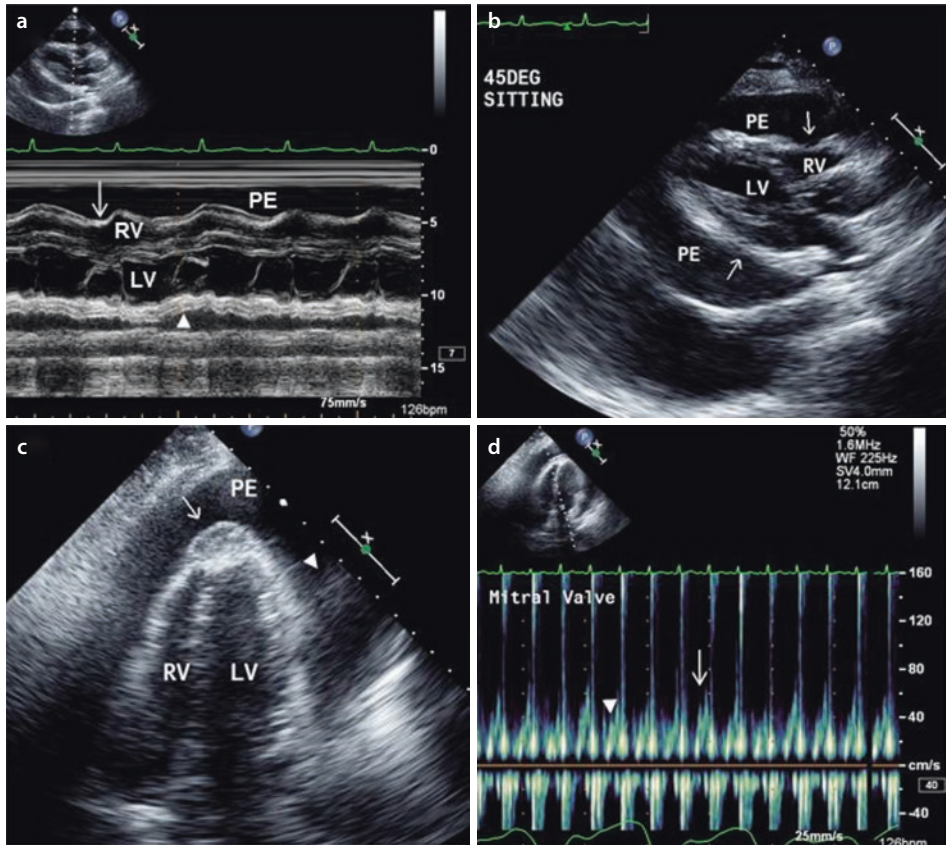 a
P
X
PE
0
RV
5
LV
10
7
15
75mm/s
126bpm
b
P
45DEG
SITTING
X
PE
RV
LV
PE
c
PE
X
RV
LV
d
P
X
50%
1.6MHz
WF 225Hz
SV4.0mm
12.1cm
160
Mitral Valve
120
80
40
cm/s
40
-40
25mm/s
126bpm